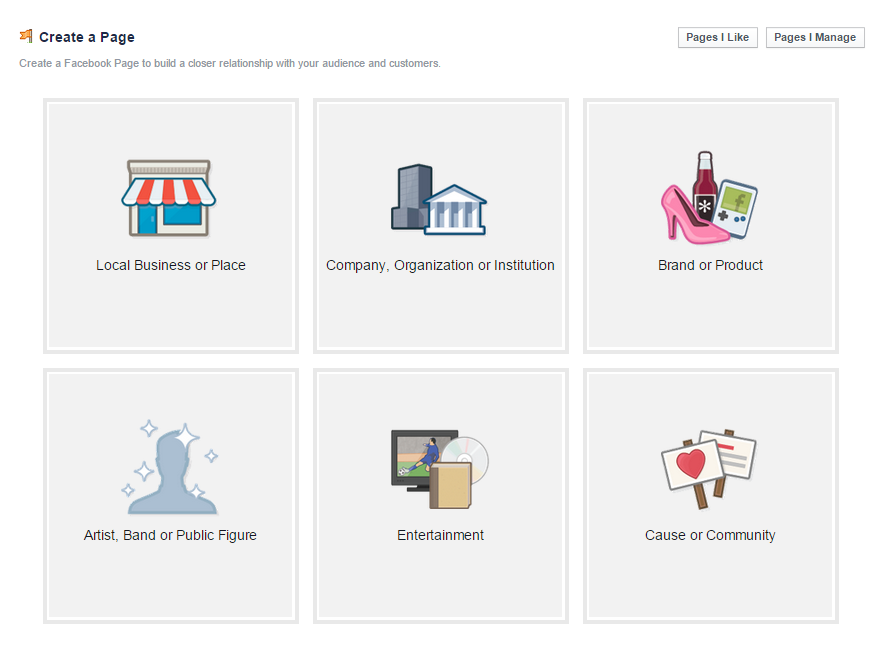 Create a Page
Pages I Like
Pages I Manage
Create a Facebook Page to build a closer relationship with your audience and customers.
Local Business or Place
Company, Organization or Institution
Brand or Product
Artist, Band or Public Figure
Entertainment
Cause or Community